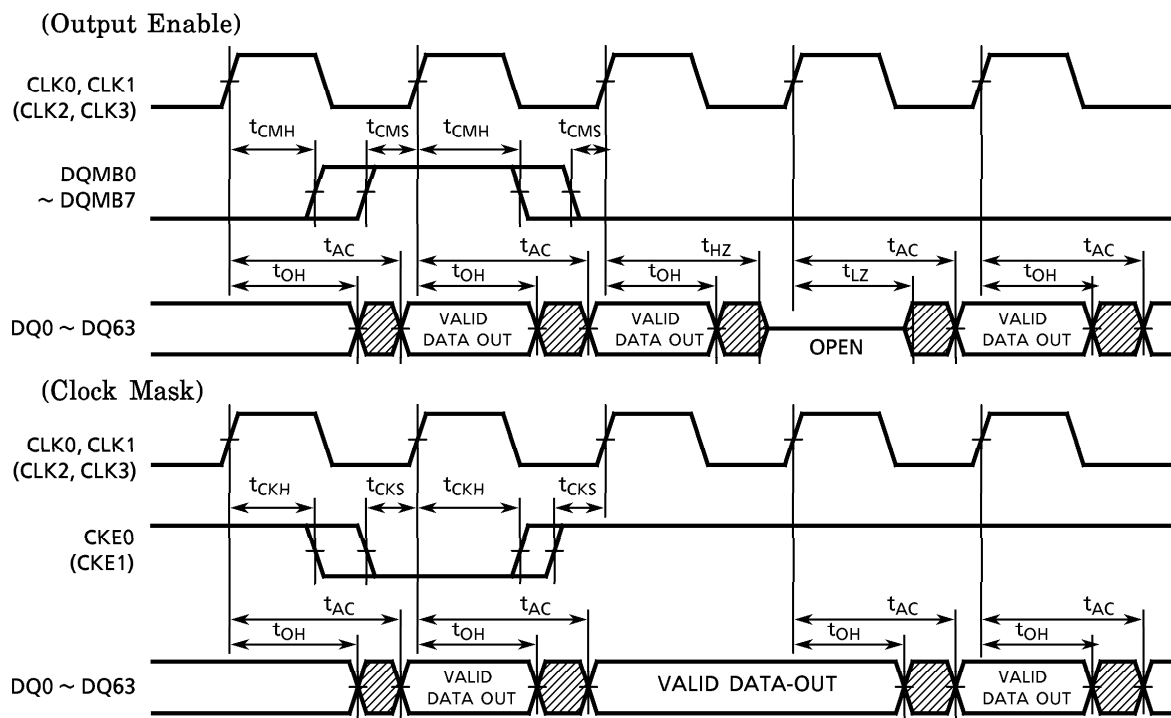 (Output Enable)
CLK0, CLK1
(CLK2, CLK3)
tCMH tCMS tCMH tCMS
DQMB0
~ DQMB7
tAC tAC tHZ tAC tAC
tOH tOH tOH tLZ tOH
DQ0 ~ DQ63
VALID
DATA OUT
VALID
DATA OUT
OPEN
VALID
DATA OUT
(Clock Mask)
CLK0, CLK1
(CLK2, CLK3)
tCKH tCKS tCKH tCKS
CKE0
(CKE1)
tAC tAC tAC tAC
tOH tOH tOH tOH
DQ0 ~ DQ63
VALID
DATA OUT
VALID DATA-OUT
VALID
DATA OUT